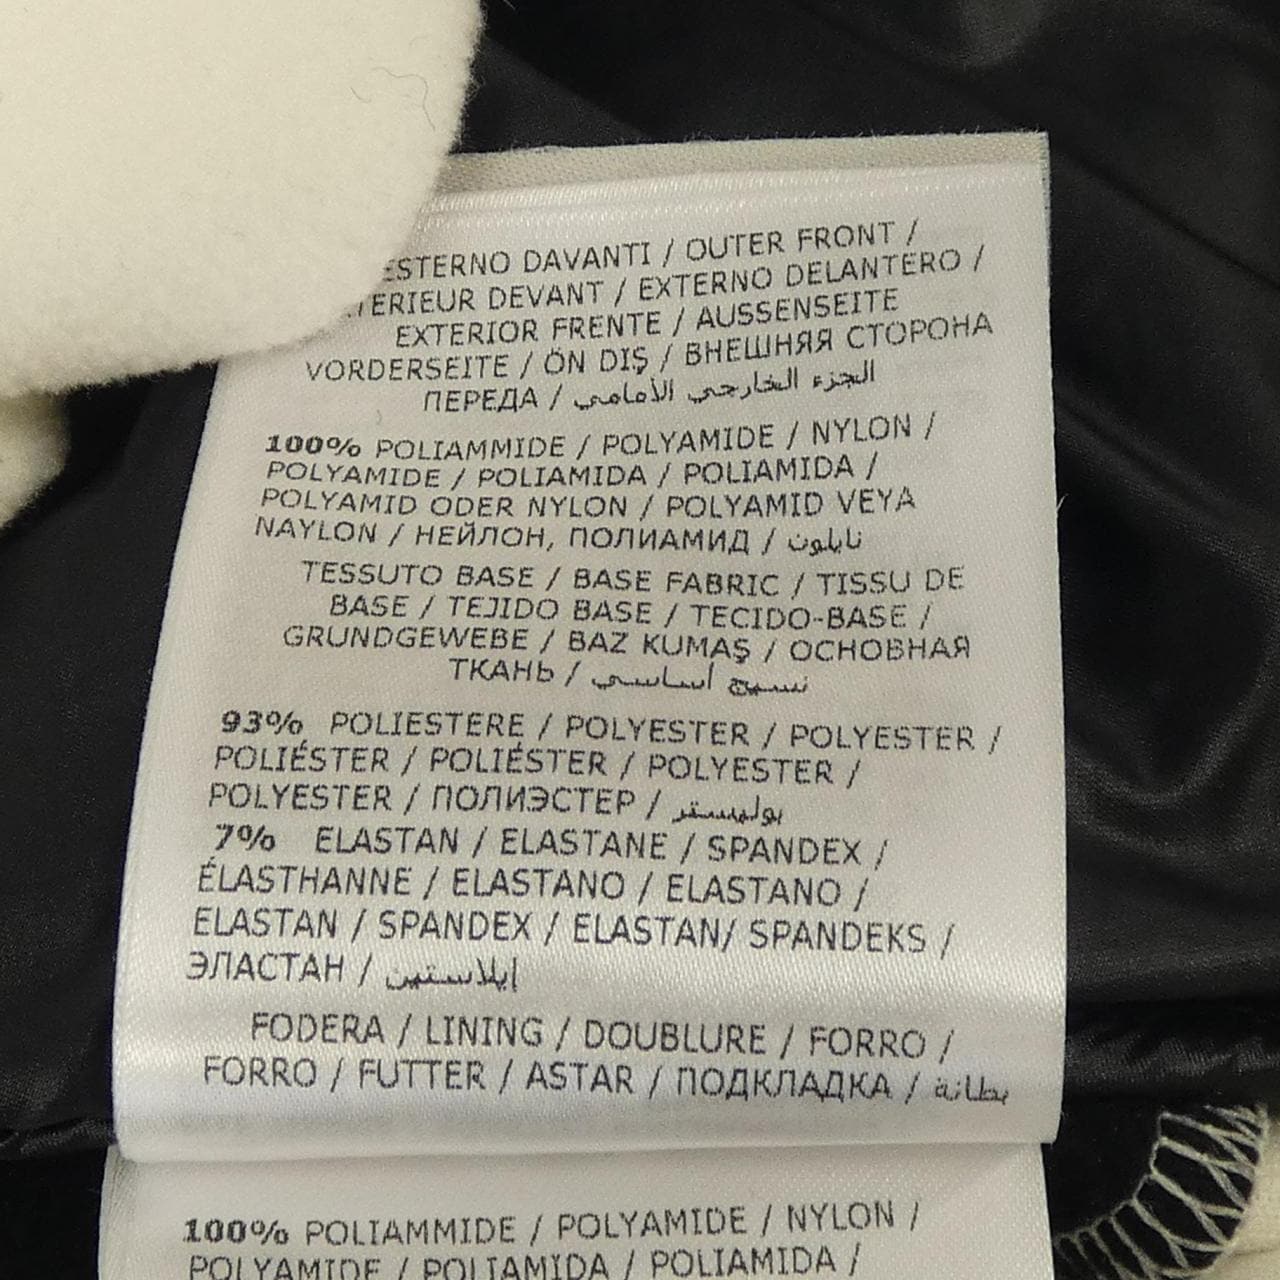 ESTERNO DAVANTI / OUTER FRONT /
TERIEUR DEVANT / EXTERNO DELANTERO /
EXTERIOR FRENTE / AUSSENSEITE
VORDERSEITE / ÖN DIŞ / ВНЕШНЯЯ СТОРОНА
ПЕРЕДА / الجزء الخارجي الأمامي
100% POLIAMMIDE / POLYAMIDE / NYLON /
POLYAMIDE / POLIAMIDA / POLIAMIDA /
POLYAMID ODER NYLON / POLYAMID VEYA
NAYLON / НЕЙЛОН, ПОЛИАМИД / نايلون
TESSUTO BASE / BASE FABRIC / TISSU DE
BASE / TEJIDO BASE / TECIDO-BASE /
GRUNDGEWEBE / BAZ KUMAŞ / ОСНОВНАЯ
ТКАНЬ / نسيج أساسي
93% POLIESTERE / POLYESTER / POLYESTER /
POLIÉSTER / POLIÉSTER / POLYESTER /
POLYESTER / ПОЛИЭСТЕР / بوليستر
7% ELASTAN / ELASTANE / SPANDEX /
ÉLASTHANNE / ELASTANO / ELASTANO /
ELASTAN / SPANDEX / ELASTAN/ SPANDEKS /
ЭЛАСТАН / إيلاستين
FODERA / LINING / DOUBLURE / FORRO /
FORRO / FUTTER / ASTAR / ПОДКЛАДКА / بطانة
100% POLIAMMIDE / POLYAMIDE / NYLON /
POLYAMIDE / POLIAMIDA / POLIAMIDA /